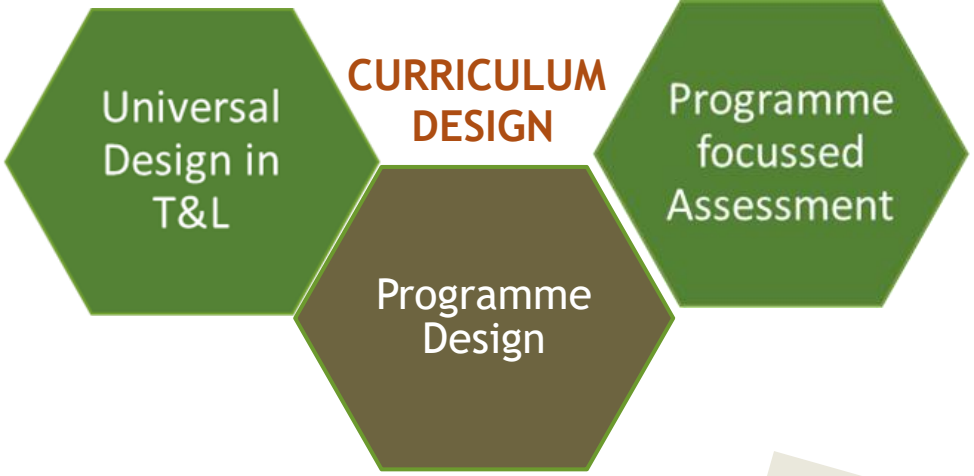 Universal
Design in
T&L
CURRICULUM
DESIGN
Programme
focussed
Assessment
Programme
Design